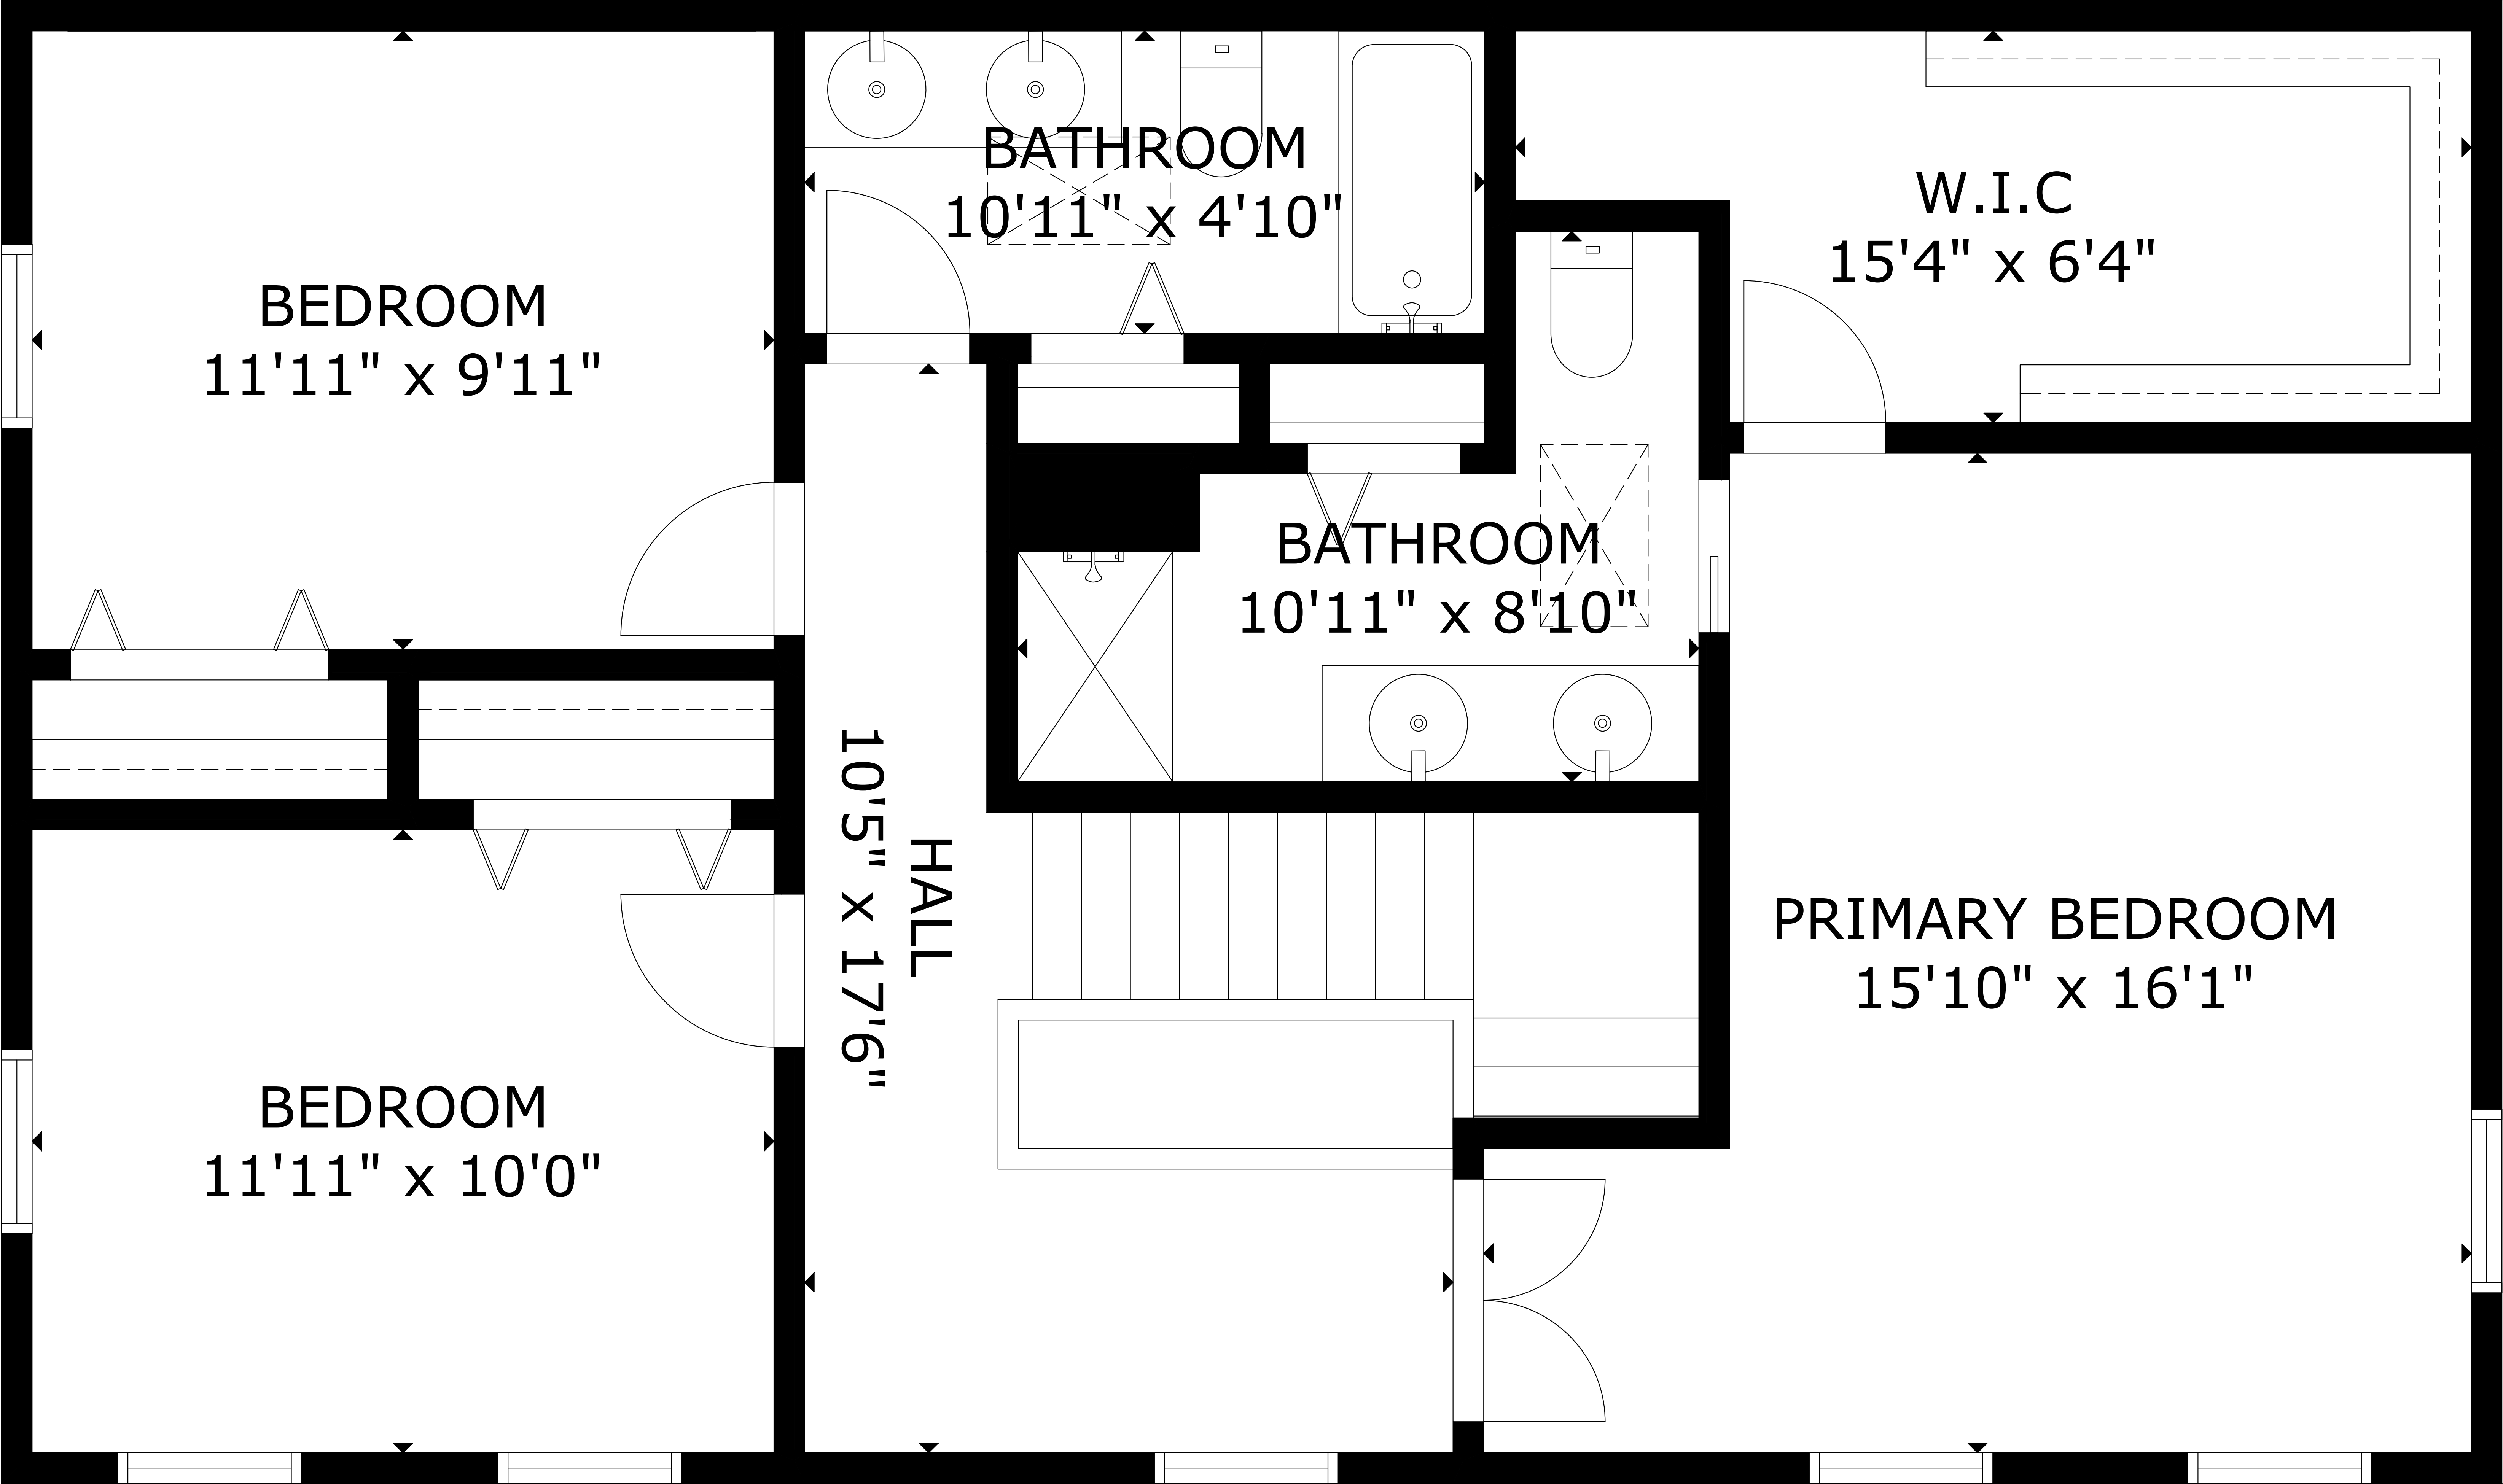 BATHROOM
10'11" x 4'10"
W.I.C
15'4" x 6'4"
BEDROOM
11'11" x 9'11"
BATHROOM
10'11" x 8'10"
HALL
10'5" x 17'6"
PRIMARY BEDROOM
15'10" x 16'1"
BEDROOM
11'11" x 10'0"